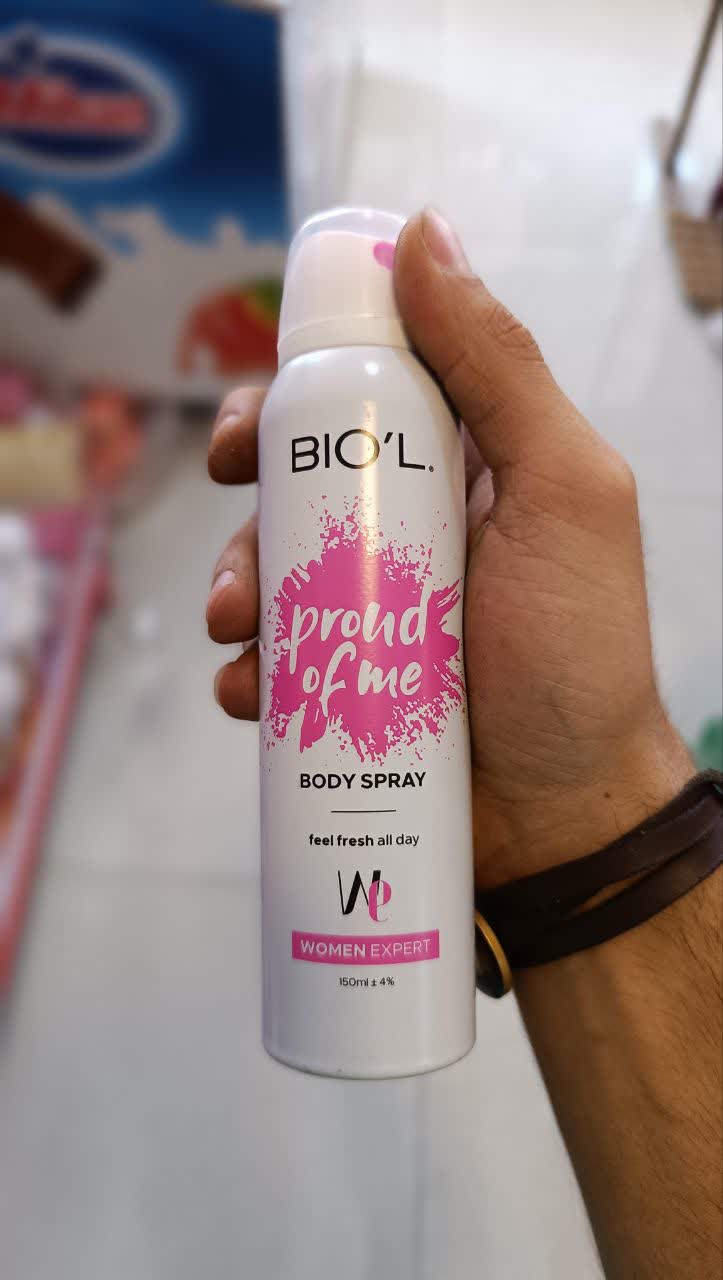 BIO'L.
proud
of me
BODY SPRAY
feel fresh all day
We
WOMEN EXPERT
150ml ± 4%